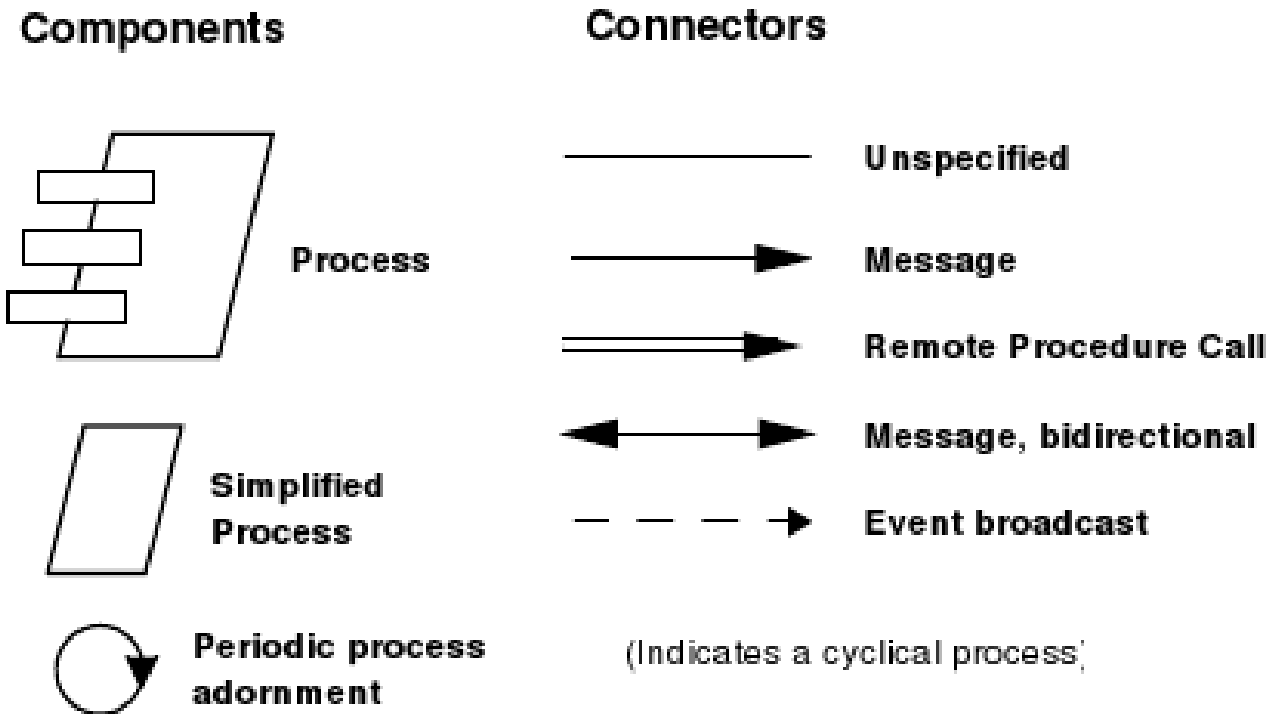 Components
Connectors
Process
Simplified
Process
Periodic process
adornment
Unspecified
Message
Remote Procedure Call
Message, bidirectional
Event broadcast
(Indicates a cyclical process)